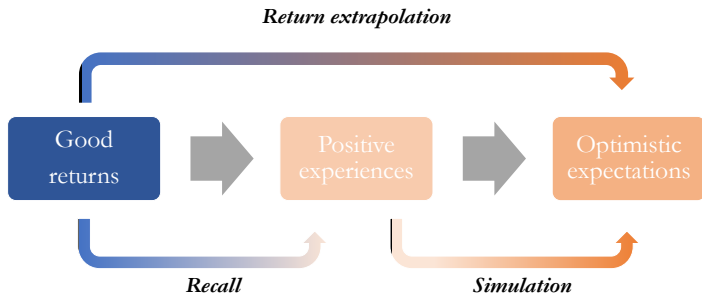 Return extrapolation
Good
returns
Positive
experiences
Optimistic
expectations
Recall
Simulation